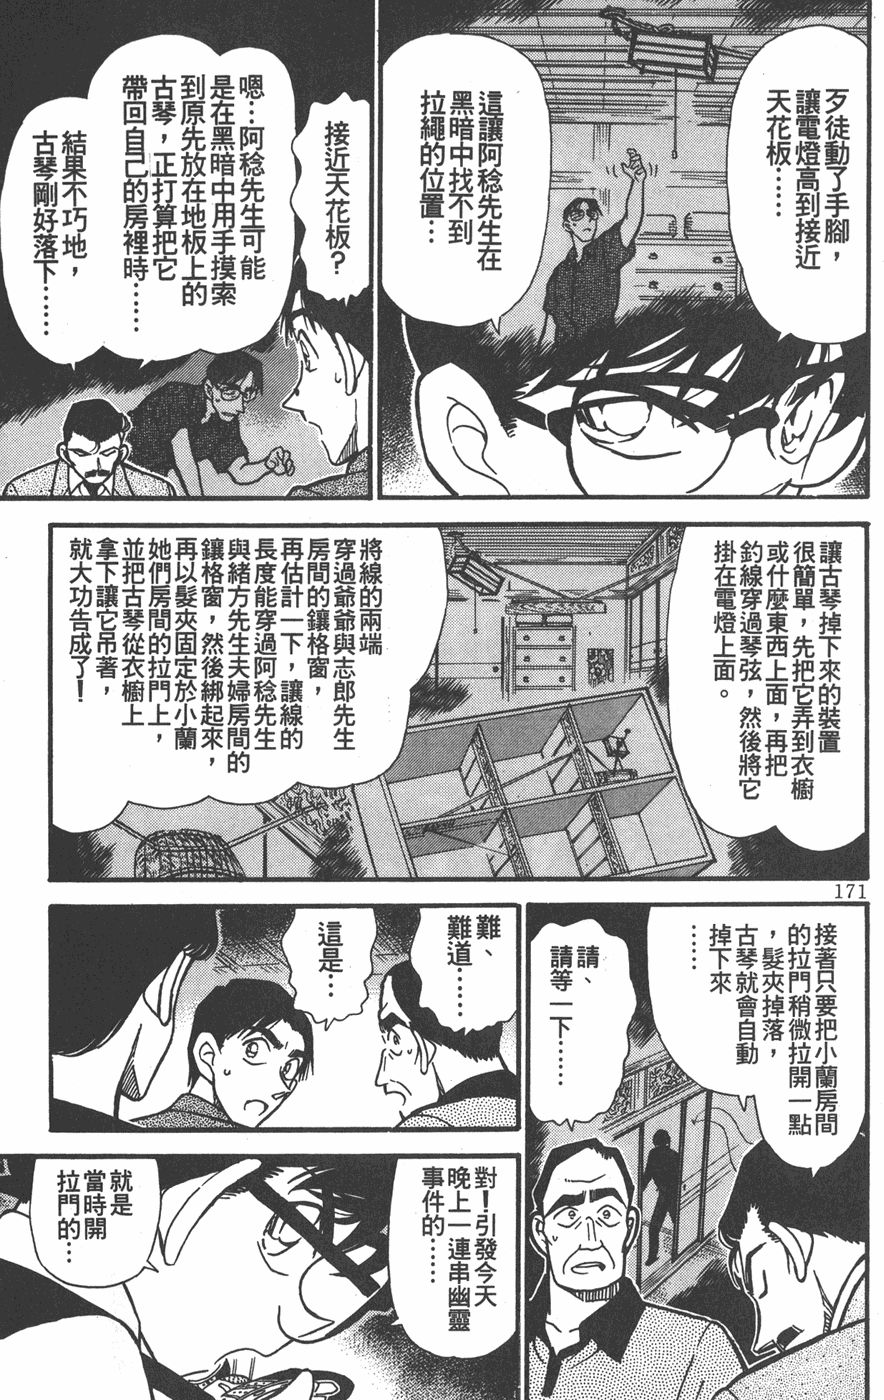 歹徒動了手腳，
讓電燈高到接近
天花板……
這讓阿稔先生在
黑暗中找不到
拉繩的位置…
接近天花板？
嗯…阿稔先生可能
是在黑暗中用手摸索
到原先放在地板上的
古琴，正打算把它
帶回自己的房裡時……
結果不巧地，
古琴剛好落下……
讓古琴掉下來的裝置
很簡單，先把它弄到衣櫥
或什麼東西上面，再把
釣線穿過琴弦，然後將它
掛在電燈上面。
將線的兩端
穿過爺爺與志郎先生
房間的鑲格窗，
再估計一下，讓線的
長度能穿過阿稔先生
與緒方先生夫婦房間的
鑲格窗，然後綁起來，
再以髮夾固定於小蘭
她們房間的拉門上，
並把古琴從衣櫥上
拿下讓它吊著，
就大功告成了！
171
接著只要把小蘭房間
的拉門稍微拉開一點
，髮夾掉落，
古琴就會自動
掉下來
……
請、
請等一下……
難、
難道……
這是…
對！引發今天
晚上一連串幽靈
事件的……
就是
當時開
拉門的…